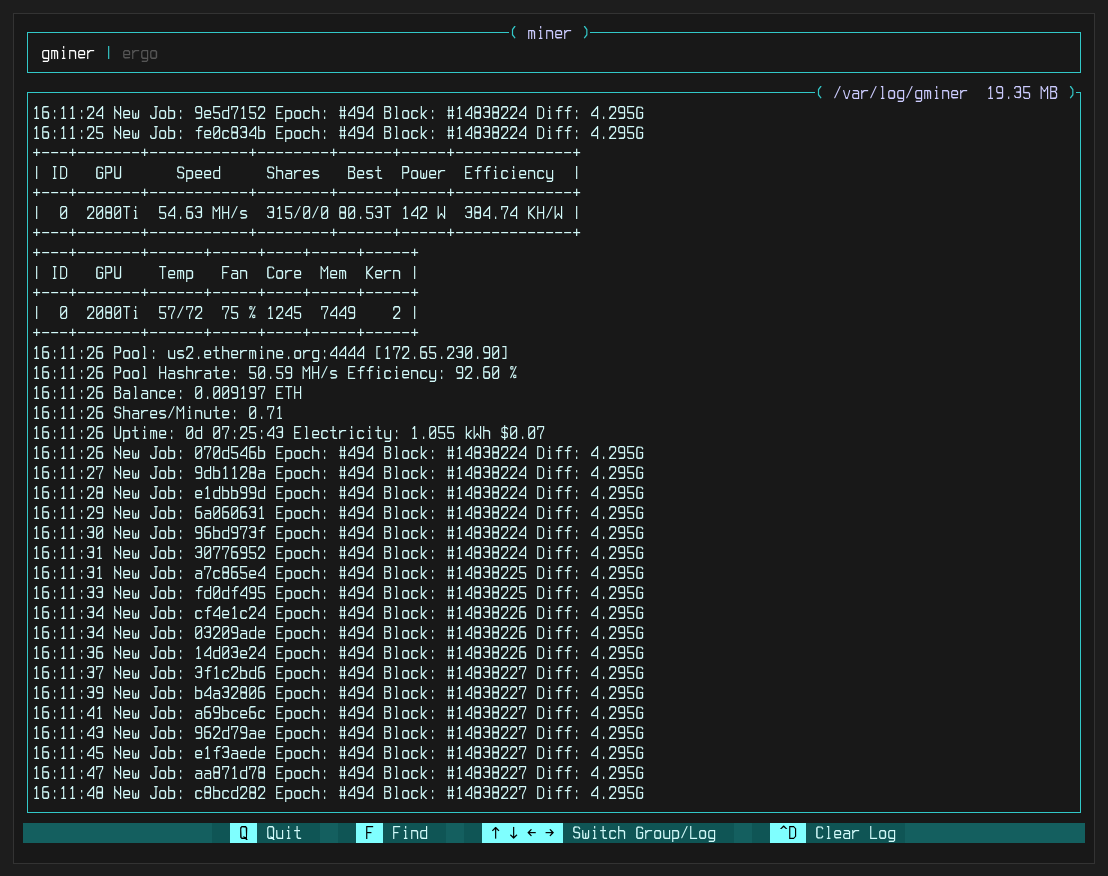 ( miner )
gminer | ergo
( /var/log/gminer  19.35 MB )
16:11:24 New Job: 9e5d7152 Epoch: #494 Block: #14838224 Diff: 4.295G
16:11:25 New Job: fe0c834b Epoch: #494 Block: #14838224 Diff: 4.295G
+---+-------+-----------+--------+------+-----+-------------+
| ID   GPU      Speed     Shares   Best  Power  Efficiency  |
+---+-------+-----------+--------+------+-----+-------------+
|  0  2080Ti  54.63 MH/s  315/0/0 80.53T 142 W  384.74 KH/W |
+---+-------+-----------+--------+------+-----+-------------+
+---+-------+------+-----+----+-----+-----+
| ID   GPU    Temp   Fan  Core  Mem  Kern |
+---+-------+------+-----+----+-----+-----+
|  0  2080Ti  57/72  75 % 1245  7449    2 |
+---+-------+------+-----+----+-----+-----+
16:11:26 Pool: us2.ethermine.org:4444 [172.65.230.90]
16:11:26 Pool Hashrate: 50.59 MH/s Efficiency: 92.60 %
16:11:26 Balance: 0.009197 ETH
16:11:26 Shares/Minute: 0.71
16:11:26 Uptime: 0d 07:25:43 Electricity: 1.055 kWh $0.07
16:11:26 New Job: 070d546b Epoch: #494 Block: #14838224 Diff: 4.295G
16:11:27 New Job: 9db1128a Epoch: #494 Block: #14838224 Diff: 4.295G
16:11:28 New Job: e1dbb99d Epoch: #494 Block: #14838224 Diff: 4.295G
16:11:29 New Job: 6a060631 Epoch: #494 Block: #14838224 Diff: 4.295G
16:11:30 New Job: 96bd973f Epoch: #494 Block: #14838224 Diff: 4.295G
16:11:31 New Job: 30776952 Epoch: #494 Block: #14838224 Diff: 4.295G
16:11:31 New Job: a7c865e4 Epoch: #494 Block: #14838225 Diff: 4.295G
16:11:33 New Job: fd0df495 Epoch: #494 Block: #14838225 Diff: 4.295G
16:11:34 New Job: cf4e1c24 Epoch: #494 Block: #14838226 Diff: 4.295G
16:11:34 New Job: 03209ade Epoch: #494 Block: #14838226 Diff: 4.295G
16:11:36 New Job: 14d03e24 Epoch: #494 Block: #14838226 Diff: 4.295G
16:11:37 New Job: 3f1c2bd6 Epoch: #494 Block: #14838227 Diff: 4.295G
16:11:39 New Job: b4a32806 Epoch: #494 Block: #14838227 Diff: 4.295G
16:11:41 New Job: a69bce6c Epoch: #494 Block: #14838227 Diff: 4.295G
16:11:43 New Job: 962d79ae Epoch: #494 Block: #14838227 Diff: 4.295G
16:11:45 New Job: e1f3aede Epoch: #494 Block: #14838227 Diff: 4.295G
16:11:47 New Job: aa871d78 Epoch: #494 Block: #14838227 Diff: 4.295G
16:11:48 New Job: c8bcd282 Epoch: #494 Block: #14838227 Diff: 4.295G
Q Quit F Find ↑ ↓ ← → Switch Group/Log ^D Clear Log